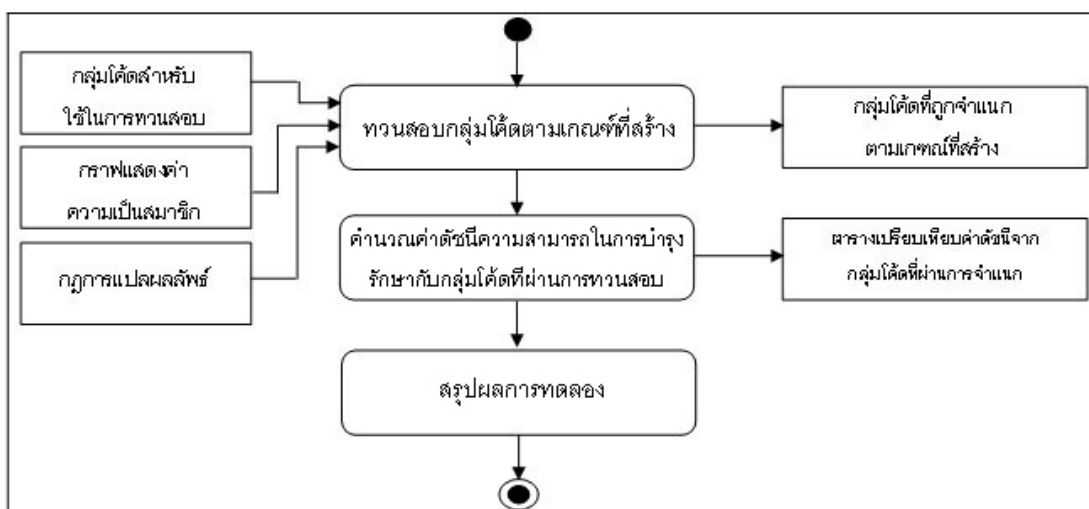 กลุ่มโค้ดสำหรับ
ใช้ในการทวนสอบ
กราฟแสดงค่า
ความเป็นสมาชิก
กฎการแปลผลลัพธ์
ทวนสอบกลุ่มโค้ดตามเกณฑ์ที่สร้าง
คำนวณค่าดัชนีความสามารถในการบำรุง
รักษากับกลุ่มโค้ดที่ผ่านการทวนสอบ
สรุปผลการทดลอง
กลุ่มโค้ดที่ถูกจำแนก
ตามเกฑณ์ที่สร้าง
ตารางเปรียบเทียบค่าดัชนีจาก
กลุ่มโค้ดที่ผ่านการจำแนก